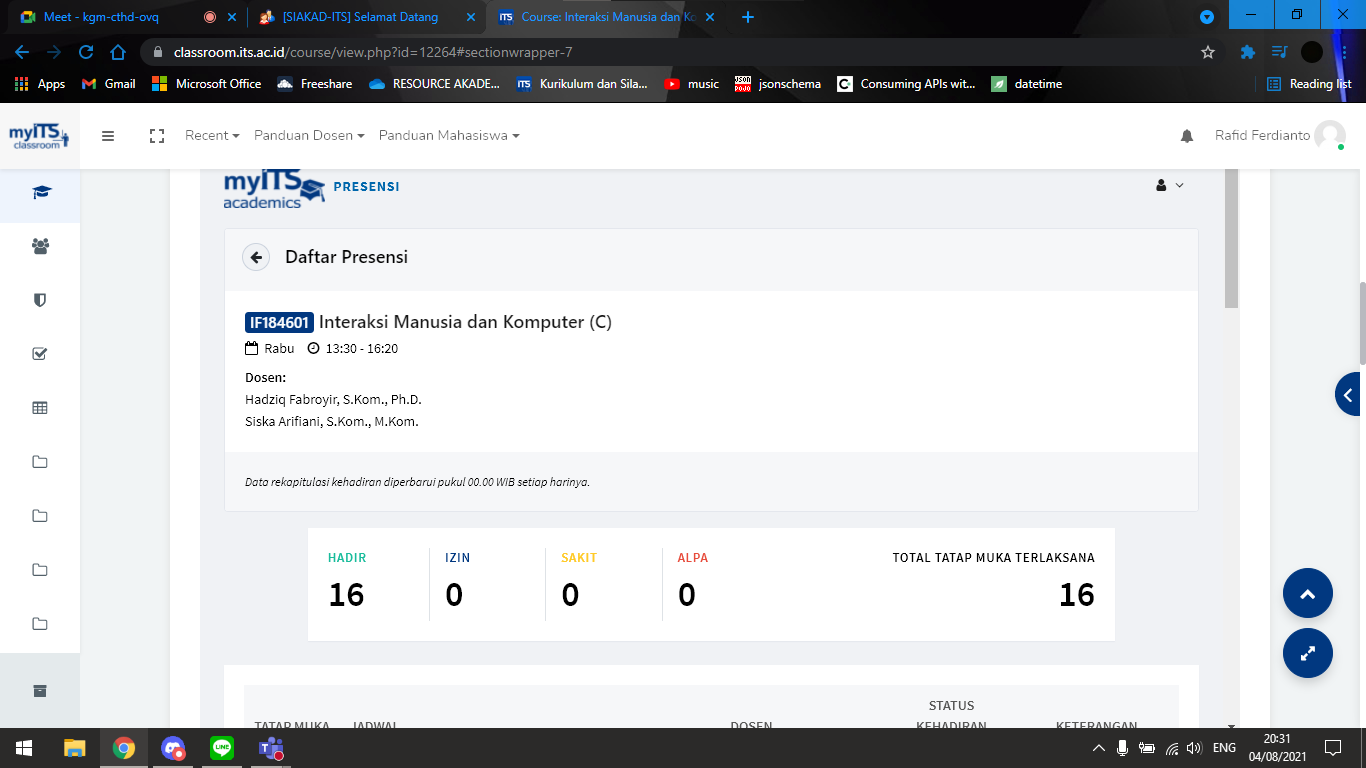 Meet - kgm-cthd-ovq
[SIAKAD-ITS] Selamat Datang
ITS Course: Interaksi Manusia dan Ko
classroom.its.ac.id/course/view.php?id=12264#sectionwrapper-7
Apps Gmail Microsoft Office Freeshare RESOURCE AKADE... ITS Kurikulum dan Sila... music JSON DOJO jsonschema C Consuming APIs wit... datetime Reading list
myITS
classroom
Recent Panduan Dosen Panduan Mahasiswa Rafid Ferdianto
myITS
academics
PRESENSI
Daftar Presensi
IF184601 Interaksi Manusia dan Komputer (C)
Rabu 13:30 - 16:20
Dosen:
Hadziq Fabroyir, S.Kom., Ph.D.
Siska Arifiani, S.Kom., M.Kom.
Data rekapitulasi kehadiran diperbarui pukul 00.00 WIB setiap harinya.
HADIR IZIN SAKIT ALPA TOTAL TATAP MUKA TERLAKSANA
16 0 0 0 16
STATUS
TATAP MUKA JADWAL DOSEN KEHADIRAN KETERANGAN
LINE
ENG
20:31
04/08/2021